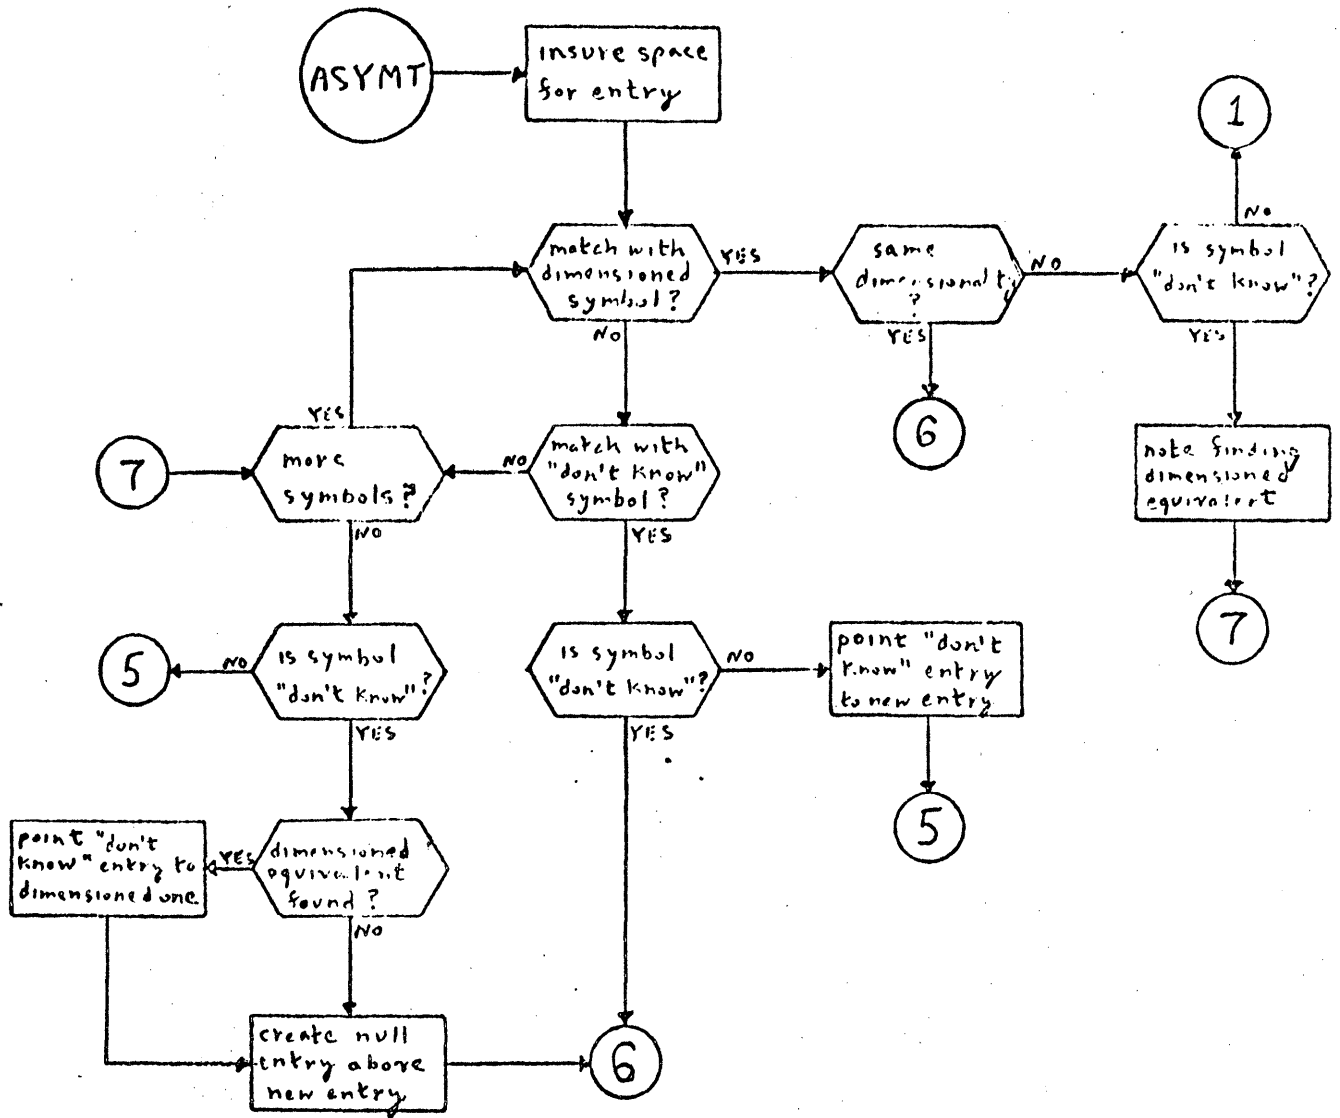 ASYMT
insure space
for entry
1
NO
match with
dimensioned
symbol?
YES
same
dimensionality
?
NO
is symbol
"don't know"?
NO
YES
YES
6
YES
7
more
symbols?
NO
match with
"don't know"
symbol?
note finding
dimensioned
equivalent
NO
YES
7
5
NO
is symbol
"don't know"?
is symbol
"don't know"?
NO
point "don't
know" entry
to new entry
YES
YES
5
point "don't
know" entry to
dimensioned one
YES
dimensioned
equivalent
found?
NO
create null
entry above
new entry
6